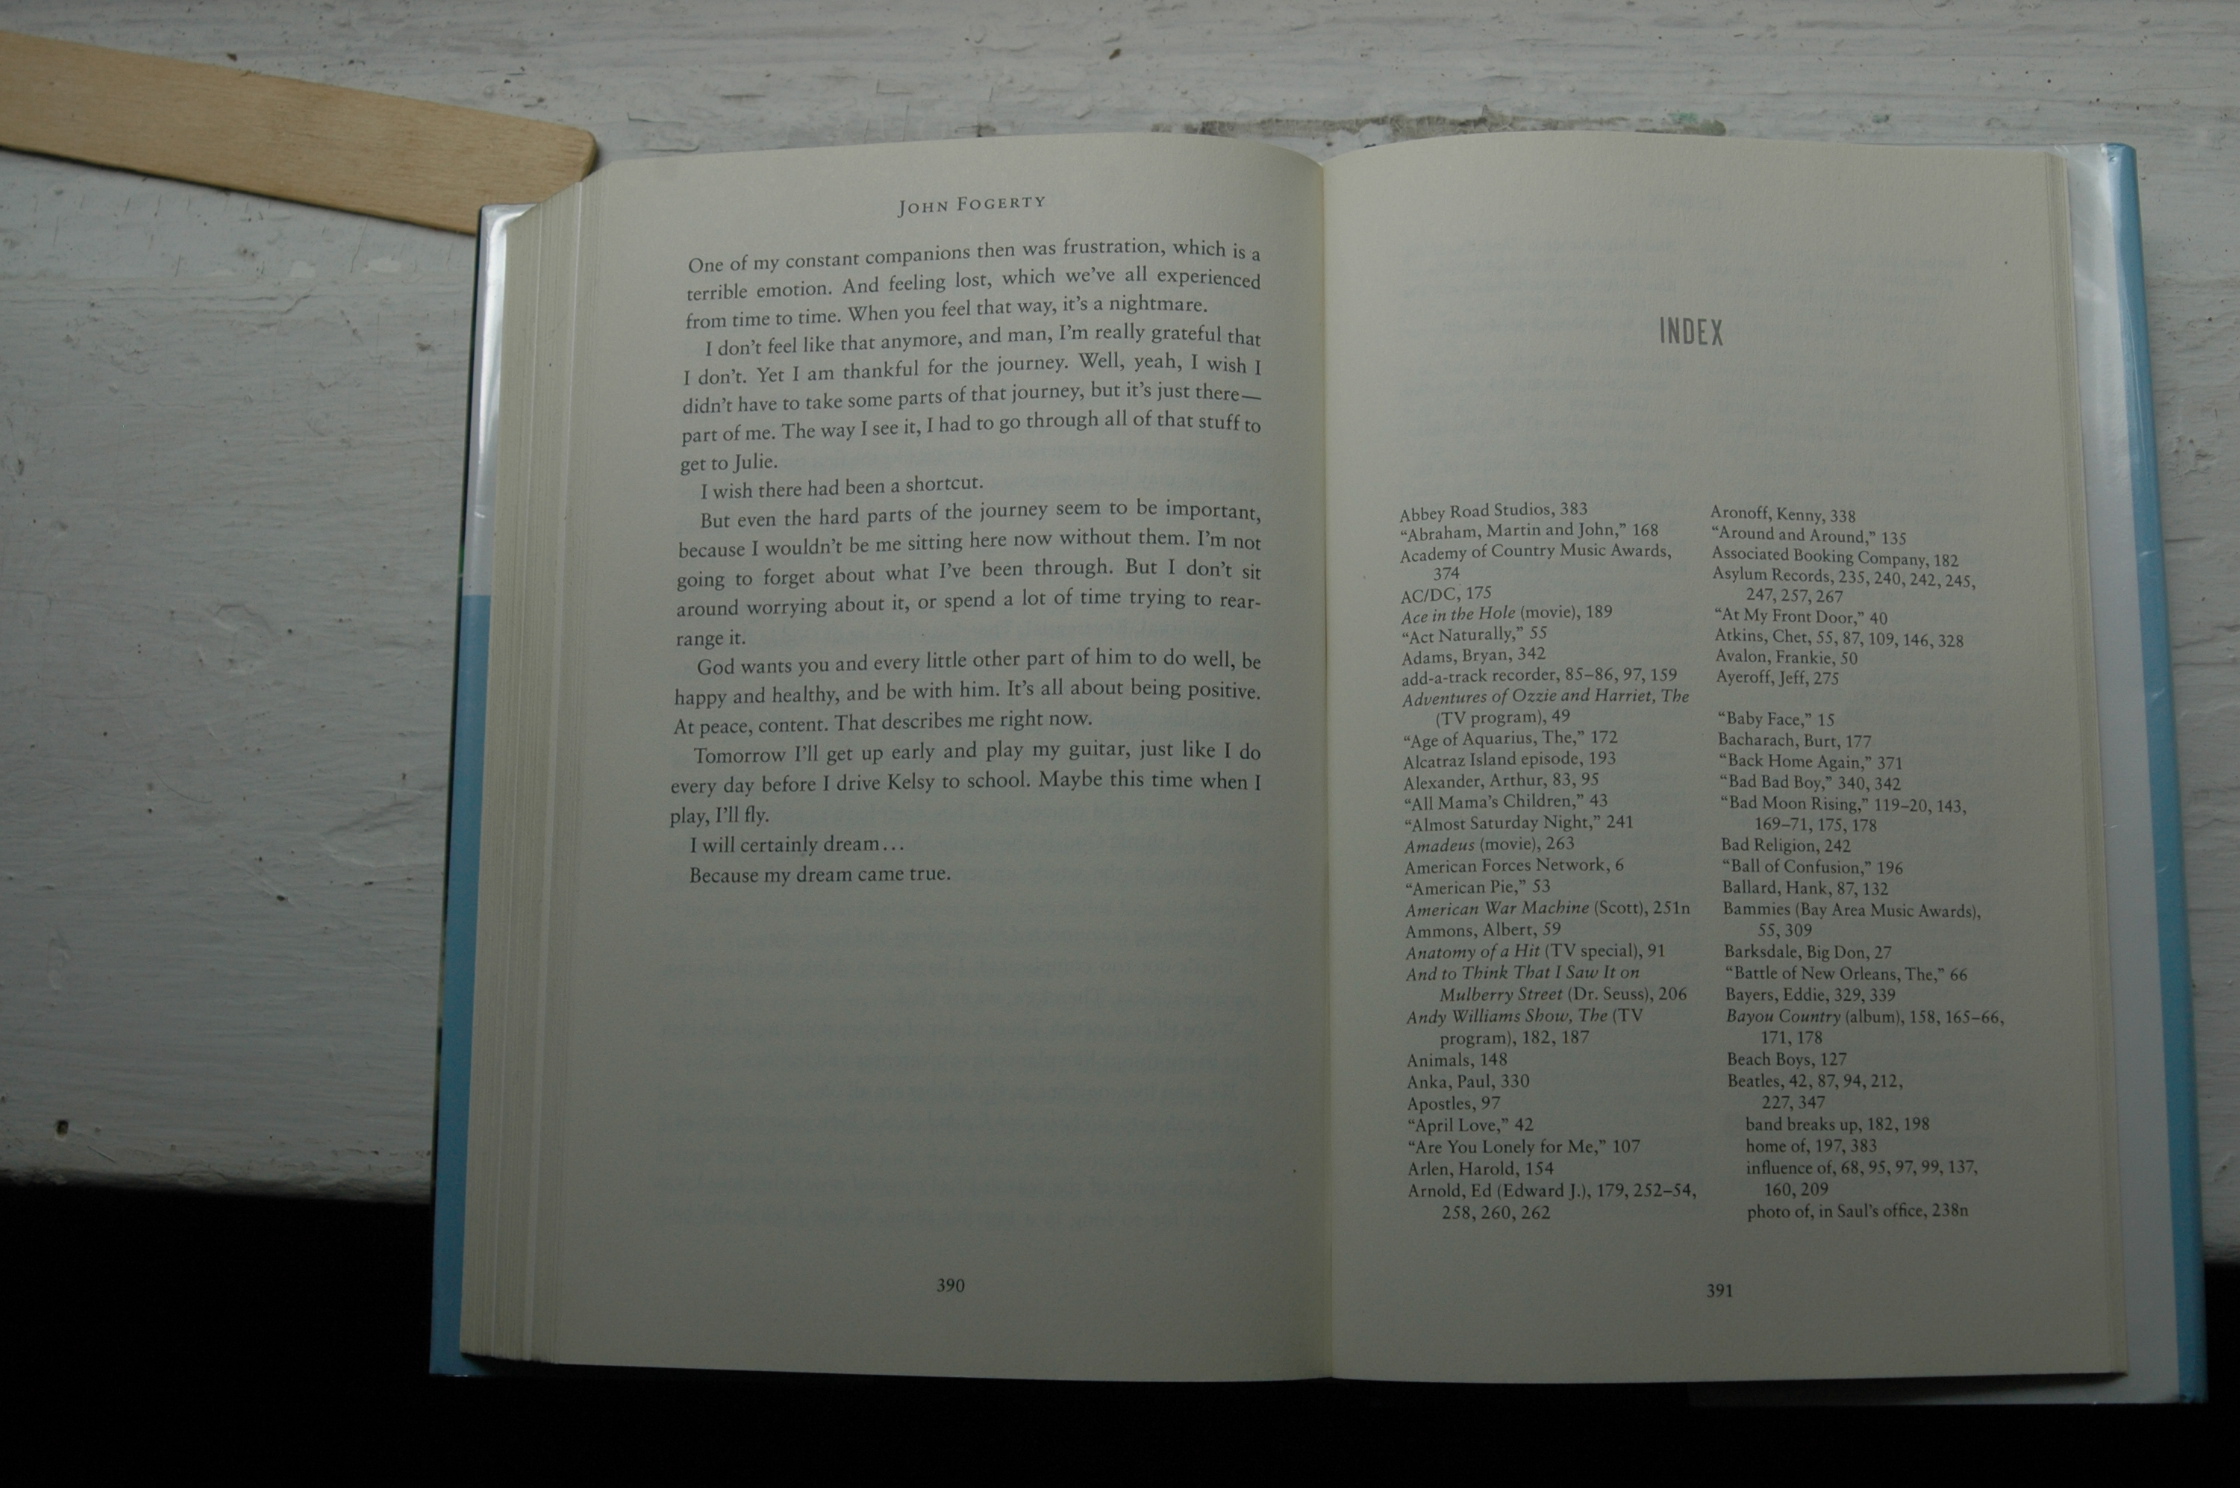 JOHN FOGERTY
One of my constant companions then was frustration, which is a
terrible emotion. And feeling lost, which we've all experienced
from time to time. When you feel that way, it's a nightmare.
I don't feel like that anymore, and man, I'm really grateful that
I don't. Yet I am thankful for the journey. Well, yeah, I wish I
didn't have to take some parts of that journey, but it's just there—
part of me. The way I see it, I had to go through all of that stuff to
get to Julie.
I wish there had been a shortcut.
But even the hard parts of the journey seem to be important,
because I wouldn't be me sitting here now without them. I'm not
going to forget about what I've been through. But I don't sit
around worrying about it, or spend a lot of time trying to rear-
range it.
God wants you and every little other part of him to do well, be
happy and healthy, and be with him. It's all about being positive.
At peace, content. That describes me right now.
Tomorrow I'll get up early and play my guitar, just like I do
every day before I drive Kelsy to school. Maybe this time when I
play, I'll fly.
I will certainly dream...
Because my dream came true.
390
INDEX
Abbey Road Studios, 383
“Abraham, Martin and John,” 168
Academy of Country Music Awards,
374
AC/DC, 175
Ace in the Hole (movie), 189
“Act Naturally,” 55
Adams, Bryan, 342
add-a-track recorder, 85–86, 97, 159
Adventures of Ozzie and Harriet, The
(TV program), 49
“Age of Aquarius, The,” 172
Alcatraz Island episode, 193
Alexander, Arthur, 83, 95
“All Mama's Children,” 43
“Almost Saturday Night,” 241
Amadeus (movie), 263
American Forces Network, 6
“American Pie,” 53
American War Machine (Scott), 251n
Ammons, Albert, 59
Anatomy of a Hit (TV special), 91
And to Think That I Saw It on
Mulberry Street (Dr. Seuss), 206
Andy Williams Show, The (TV
program), 182, 187
Animals, 148
Anka, Paul, 330
Apostles, 97
“April Love,” 42
“Are You Lonely for Me,” 107
Arlen, Harold, 154
Arnold, Ed (Edward J.), 179, 252–54,
258, 260, 262
Aronoff, Kenny, 338
“Around and Around,” 135
Associated Booking Company, 182
Asylum Records, 235, 240, 242, 245,
247, 257, 267
“At My Front Door,” 40
Atkins, Chet, 55, 87, 109, 146, 328
Avalon, Frankie, 50
Ayeroff, Jeff, 275
“Baby Face,” 15
Bacharach, Burt, 177
“Back Home Again,” 371
“Bad Bad Boy,” 340, 342
“Bad Moon Rising,” 119–20, 143,
169–71, 175, 178
Bad Religion, 242
“Ball of Confusion,” 196
Ballard, Hank, 87, 132
Bammies (Bay Area Music Awards),
55, 309
Barksdale, Big Don, 27
“Battle of New Orleans, The,” 66
Bayers, Eddie, 329, 339
Bayou Country (album), 158, 165–66,
171, 178
Beach Boys, 127
Beatles, 42, 87, 94, 212,
227, 347
band breaks up, 182, 198
home of, 197, 383
influence of, 68, 95, 97, 99, 137,
160, 209
photo of, in Saul's office, 238n
391